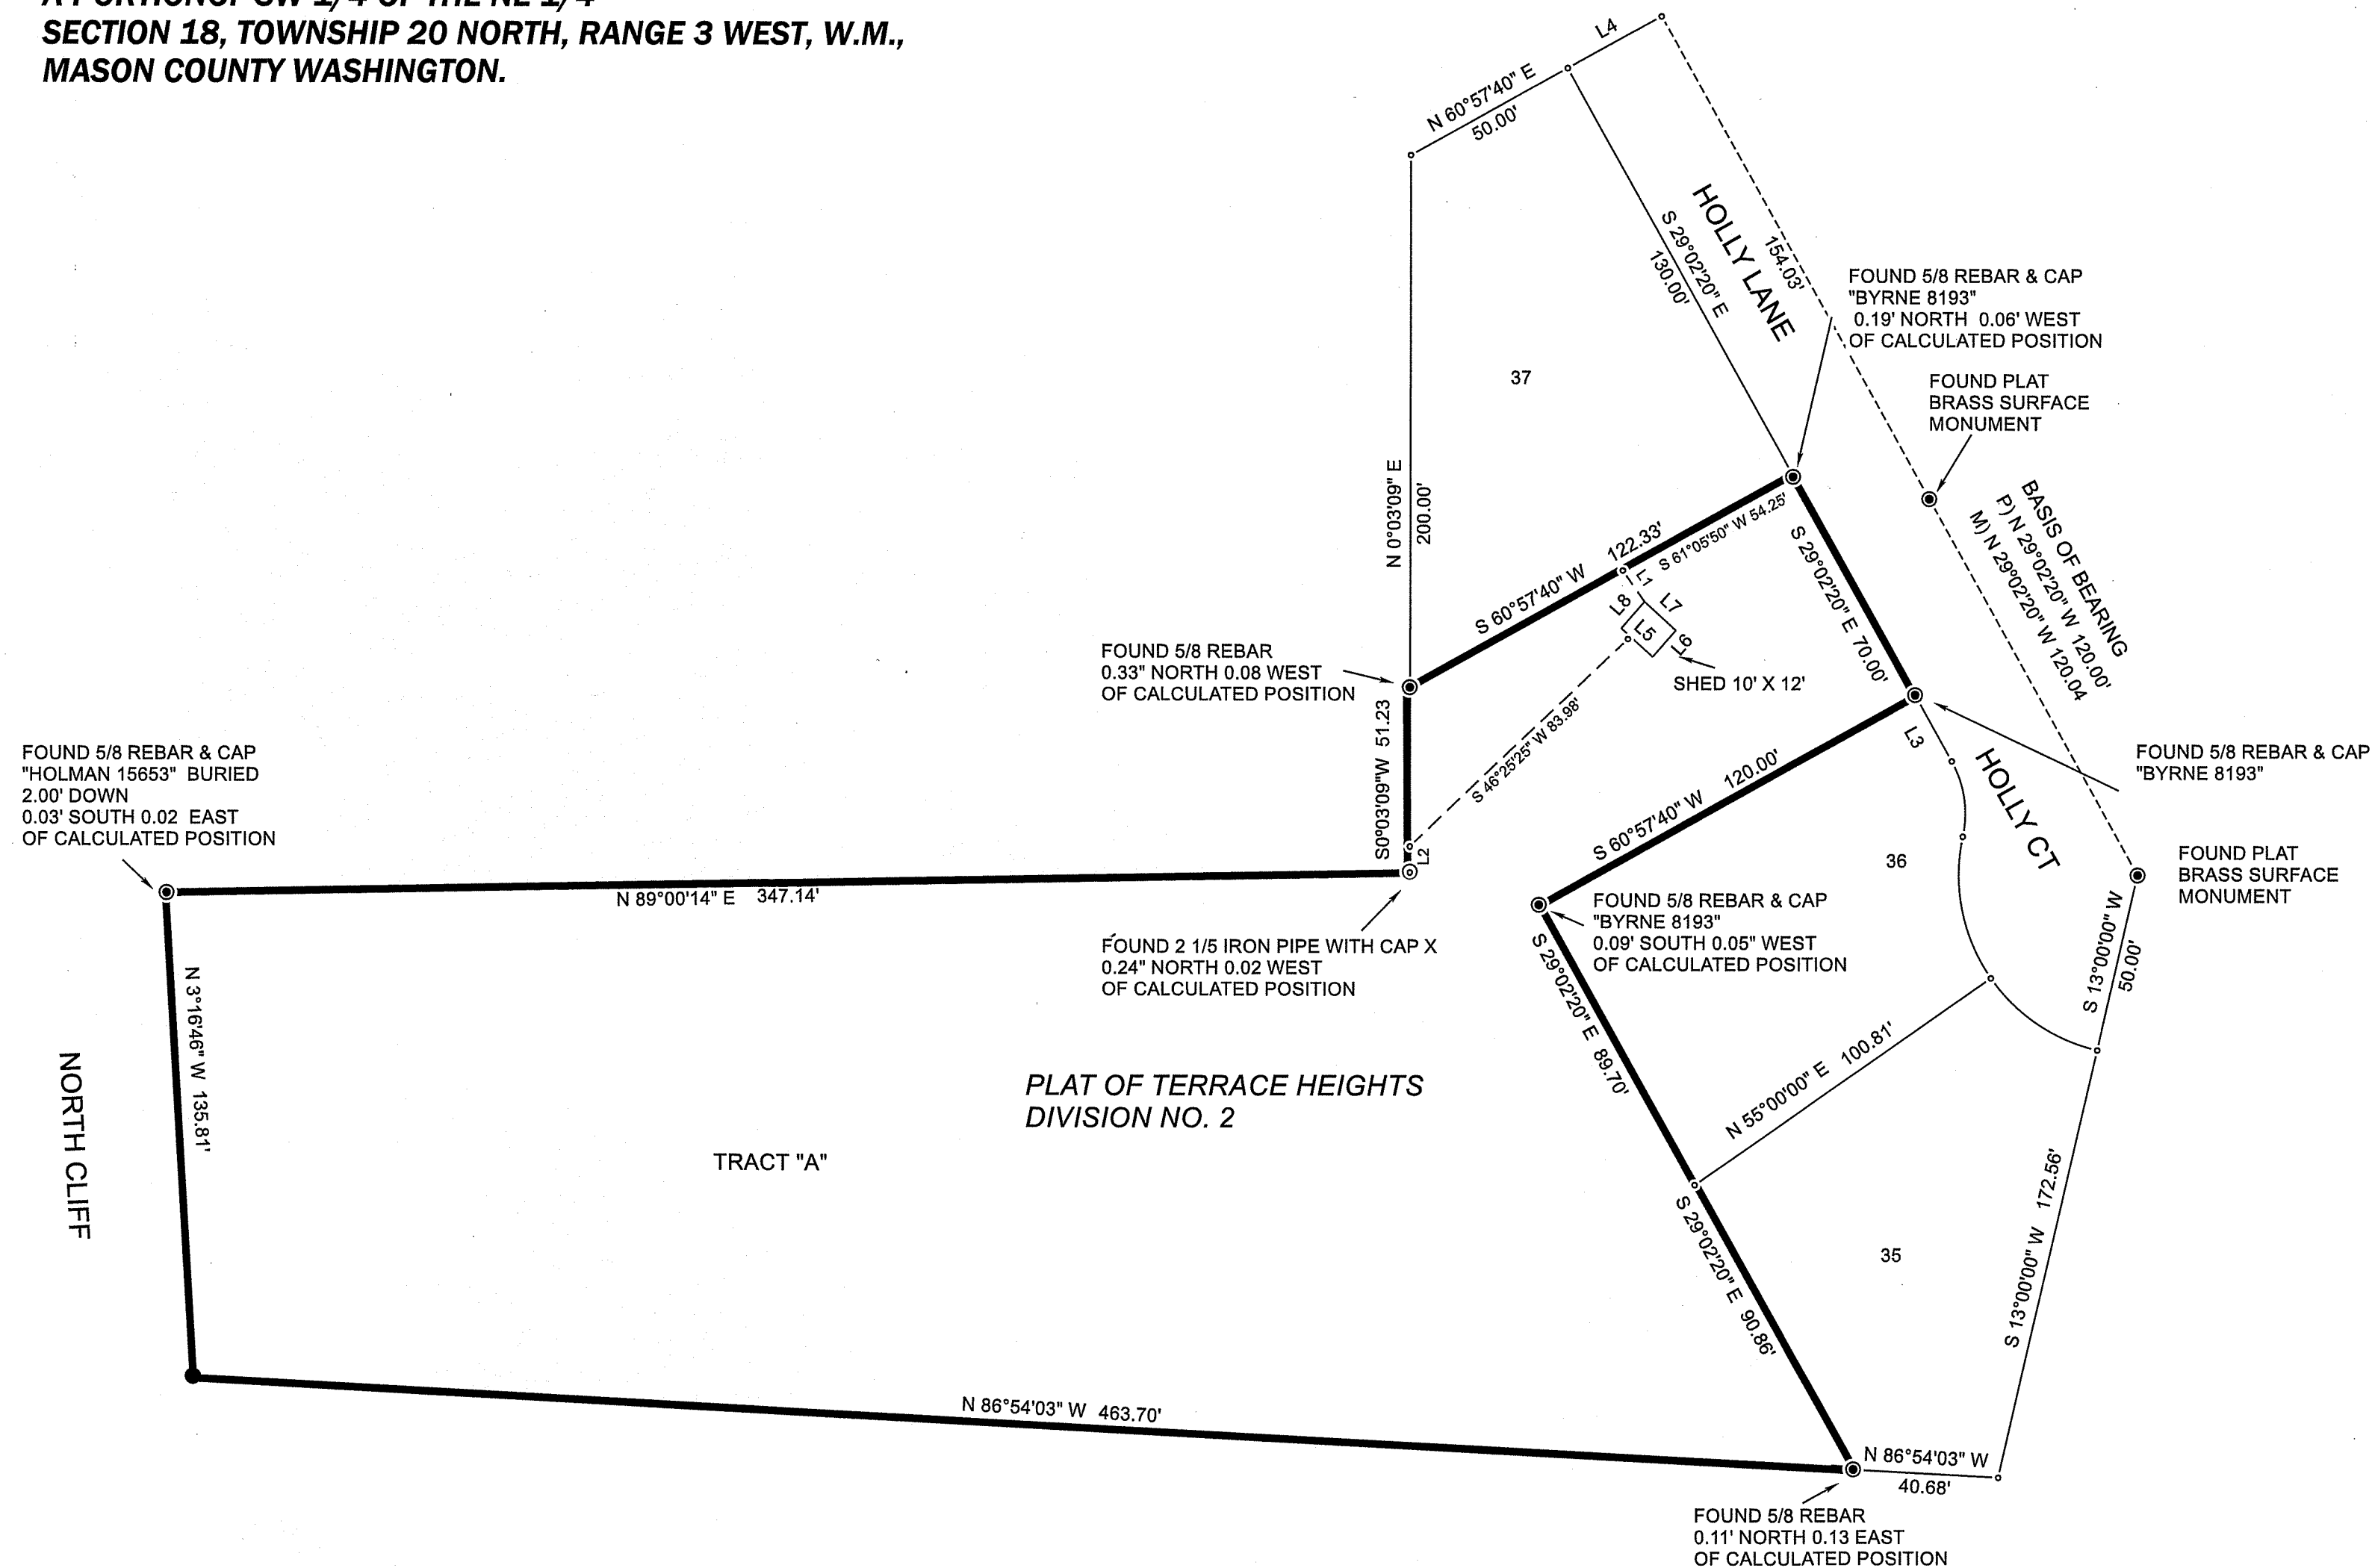 SECTION 18, TOWNSHIP 20 NORTH, RANGE 3 WEST, W.M.,
MASON COUNTY WASHINGTON.
L4
N 60°57'40" E
50.00'
HOLLY LANE
154.03'
S 29°02'20" E
130.00'
37
N 0°03'09" E
200.00'
FOUND 5/8 REBAR & CAP
"BYRNE 8193"
0.19' NORTH 0.06' WEST
OF CALCULATED POSITION
FOUND PLAT
BRASS SURFACE
MONUMENT
BASIS OF BEARING
P) N 29°02'20" W 120.00'
M) N 29°02'20" W 120.04
S 60°57'40" W 122.33'
S 61°05'50" W 54.25'
S 29°02'20" E 70.00'
L1
L8
L7
L5
L6
SHED 10' X 12'
FOUND 5/8 REBAR
0.33" NORTH 0.08 WEST
OF CALCULATED POSITION
S0°03'09"W 51.23
S 46°25'25" W 83.98'
L2
L3
HOLLY CT
FOUND 5/8 REBAR & CAP
"BYRNE 8193"
FOUND 5/8 REBAR & CAP
"HOLMAN 15653" BURIED
2.00' DOWN
0.03' SOUTH 0.02 EAST
OF CALCULATED POSITION
N 89°00'14" E 347.14'
S 60°57'40" W 120.00'
36
FOUND PLAT
BRASS SURFACE
MONUMENT
FOUND 2 1/5 IRON PIPE WITH CAP X
0.24" NORTH 0.02 WEST
OF CALCULATED POSITION
FOUND 5/8 REBAR & CAP
"BYRNE 8193"
0.09' SOUTH 0.05" WEST
OF CALCULATED POSITION
S 13°00'00" W
50.00'
N 3°16'46" W 135.81'
NORTH CLIFF
S 29°02'20" E 89.70'
N 55°00'00" E 100.81'
PLAT OF TERRACE HEIGHTS
DIVISION NO. 2
TRACT "A"
S 13°00'00" W 172.56'
35
S 29°02'20" E 90.86'
N 86°54'03" W 463.70'
N 86°54'03" W
40.68'
FOUND 5/8 REBAR
0.11' NORTH 0.13 EAST
OF CALCULATED POSITION